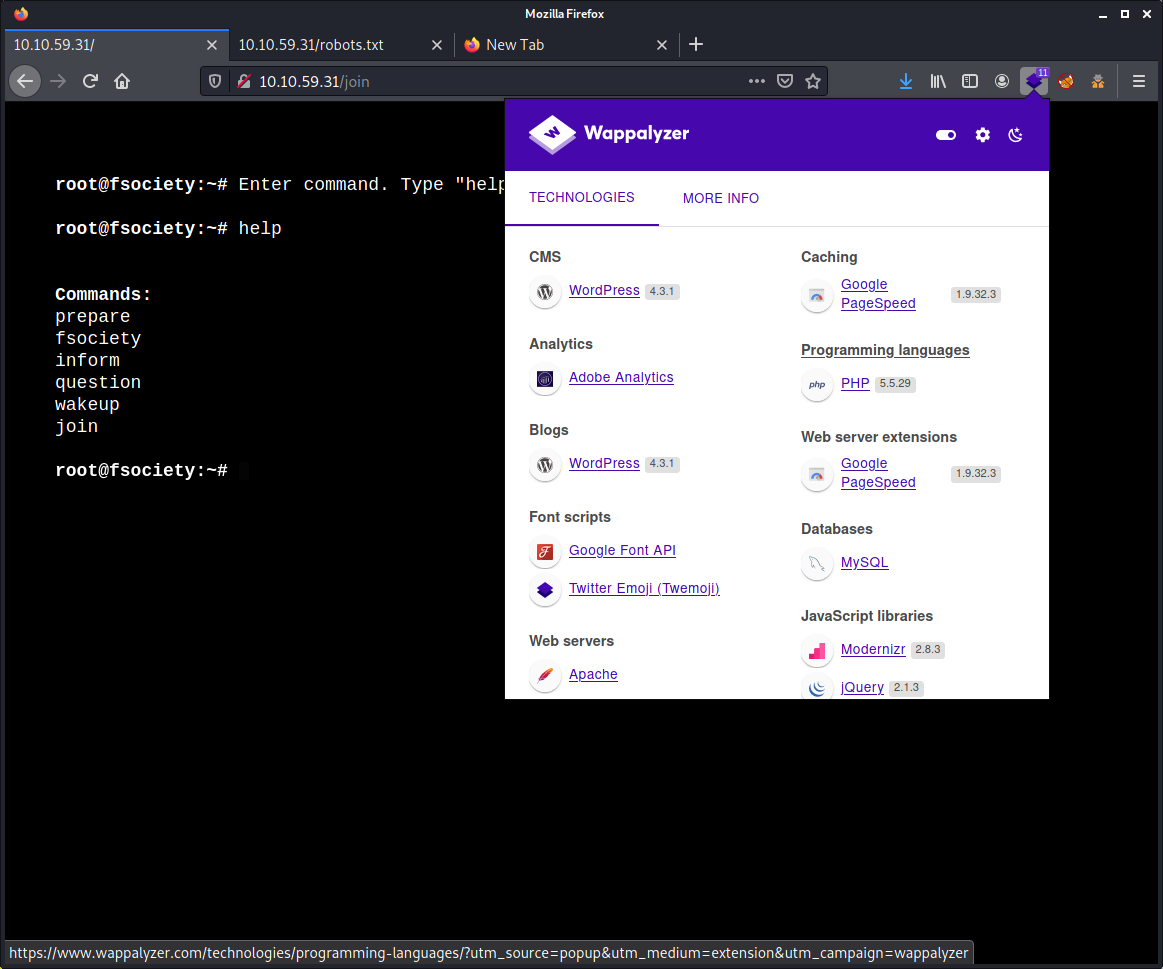 Mozilla Firefox
10.10.59.31/
10.10.59.31/robots.txt
New Tab
10.10.59.31/join
11
root@fsociety:~# Enter command. Type "help
root@fsociety:~# help
Commands:
prepare
fsociety
inform
question
wakeup
join
root@fsociety:~#
W Wappalyzer
TECHNOLOGIES
MORE INFO
CMS
WordPress 4.3.1
Analytics
Adobe Analytics
Blogs
WordPress 4.3.1
Font scripts
Google Font API
Twitter Emoji (Twemoji)
Web servers
Apache
Caching
Google
PageSpeed 1.9.32.3
Programming languages
php PHP 5.5.29
Web server extensions
Google
PageSpeed 1.9.32.3
Databases
MySQL
JavaScript libraries
Modernizr 2.8.3
jQuery 2.1.3
https://www.wappalyzer.com/technologies/programming-languages/?utm_source=popup&utm_medium=extension&utm_campaign=wappalyzer